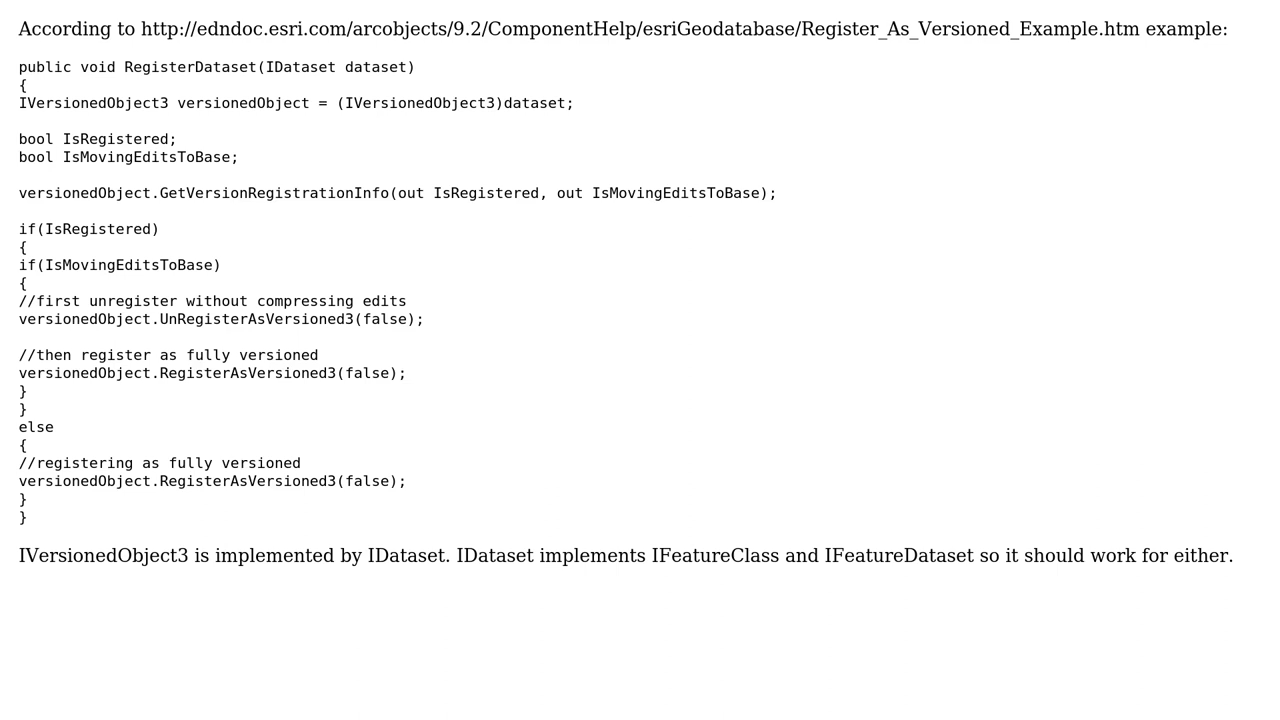 According to http://edndoc.esri.com/arcobjects/9.2/ComponentHelp/esriGeodatabase/Register_As_Versioned_Example.htm example:
public void RegisterDataset(IDataset dataset)
{
IVersionedObject3 versionedObject = (IVersionedObject3)dataset;
bool IsRegistered;
bool IsMovingEditsToBase;
versionedObject.GetVersionRegistrationInfo(out IsRegistered, out IsMovingEditsToBase);
if(IsRegistered)
{
if(IsMovingEditsToBase)
{
//first unregister without compressing edits
versionedObject.UnRegisterAsVersioned3(false);
//then register as fully versioned
versionedObject.RegisterAsVersioned3(false);
}
}
else
{
//registering as fully versioned
versionedObject.RegisterAsVersioned3(false);
}
}
IVersionedObject3 is implemented by IDataset. IDataset implements IFeatureClass and IFeatureDataset so it should work for either.